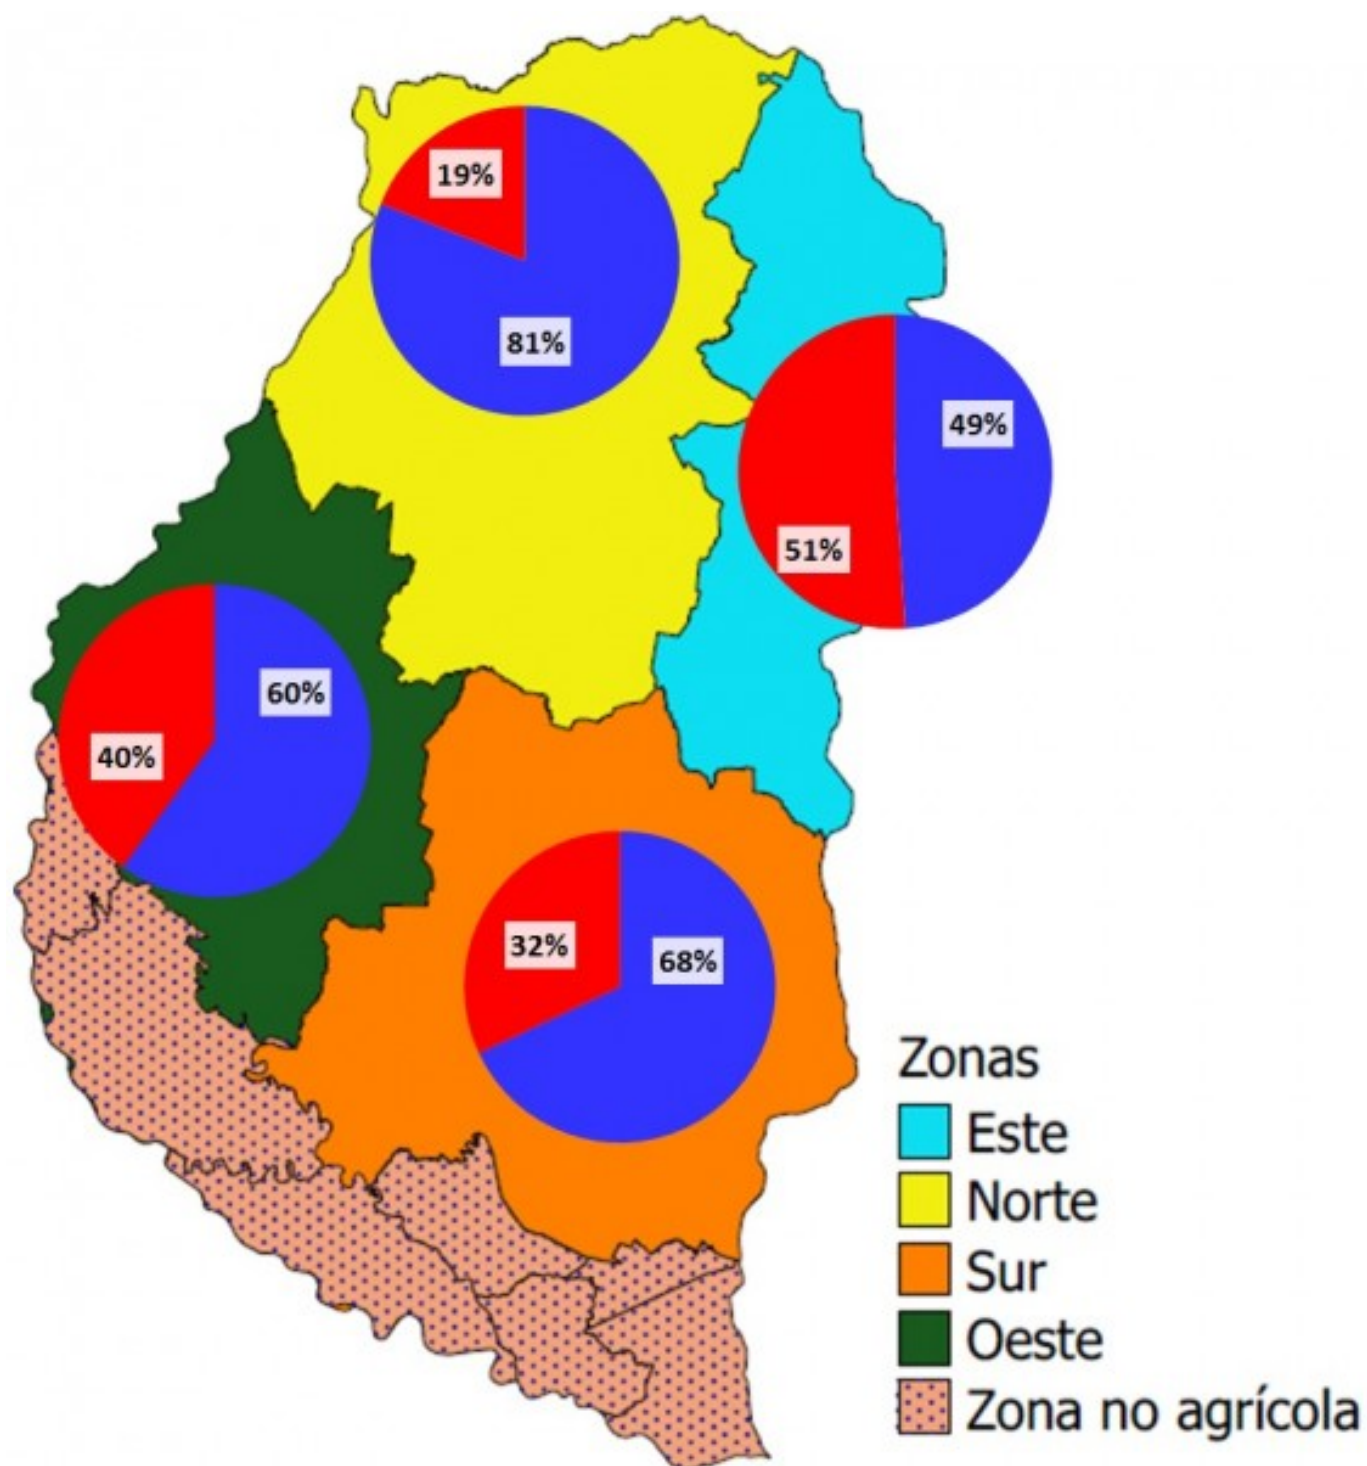 19%
81%
49%
51%
60%
40%
32%
68%
Zonas
Este
Norte
Sur
Oeste
Zona no agrícola